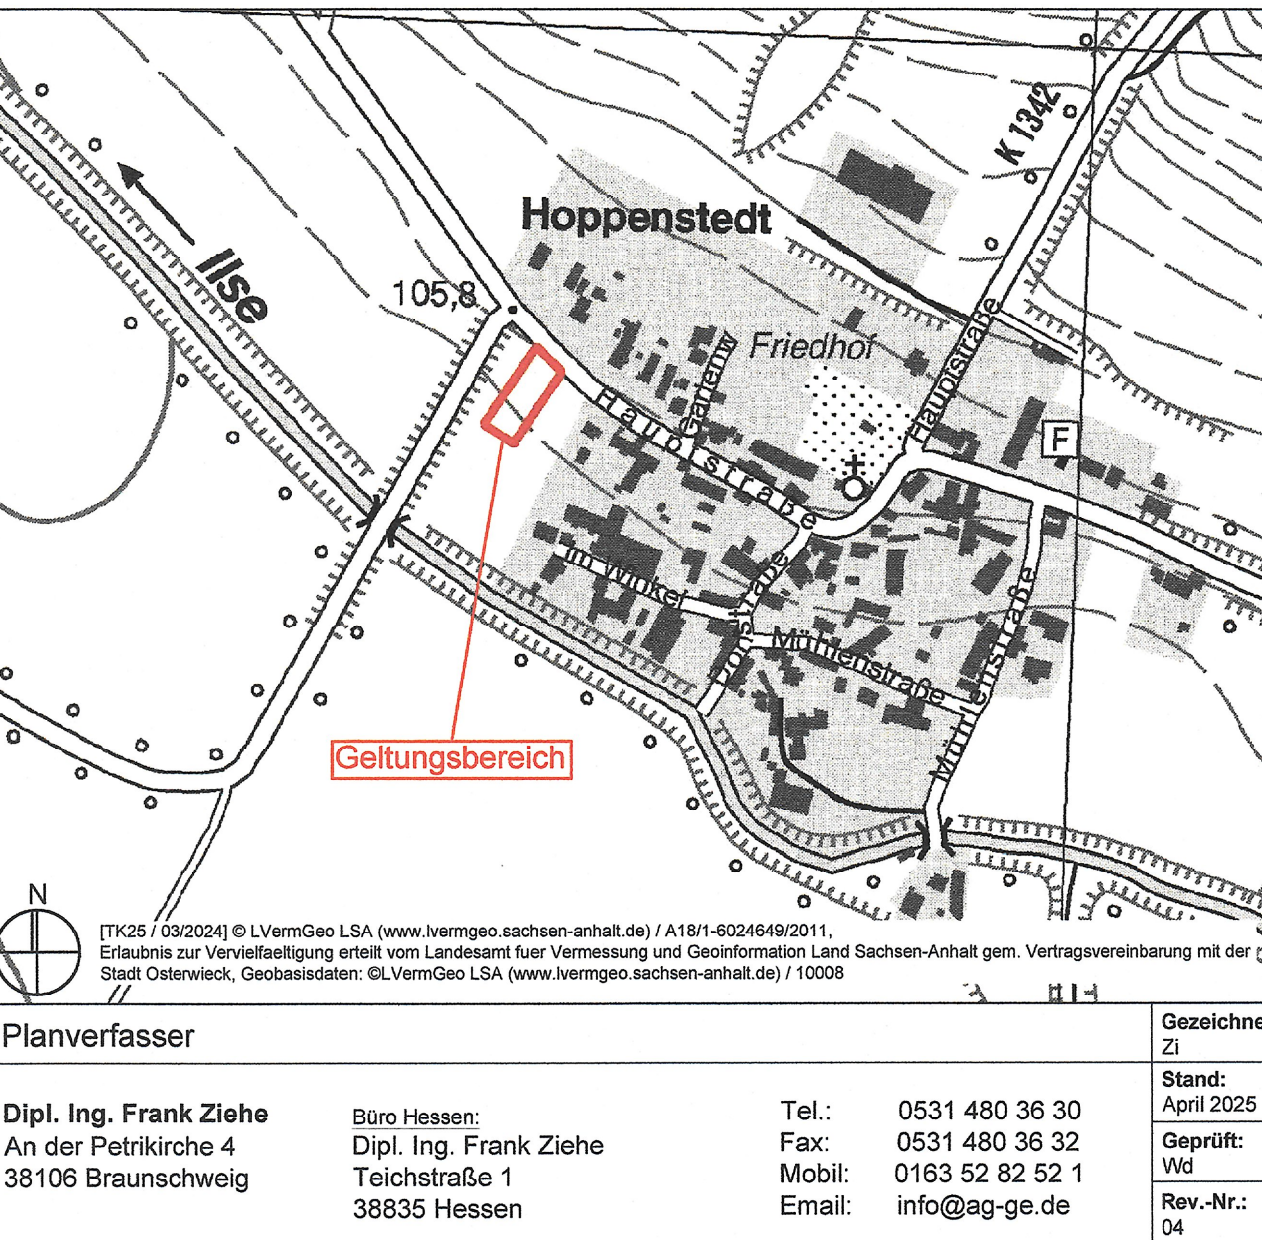 K 1342
Hoppenstedt
Ilse
105,8
Friedhof
Hauptstraße
Gartenw
F
Hauptstraße
Im Winkel
Mühlenstraße
Mühlenstraße
Geltungsbereich
N
[TK25 / 03/2024] © LVermGeo LSA (www.lvermgeo.sachsen-anhalt.de) / A18/1-6024649/2011,
Erlaubnis zur Vervielfaeltigung erteilt vom Landesamt fuer Vermessung und Geoinformation Land Sachsen-Anhalt gem. Vertragsvereinbarung mit der
Stadt Osterwieck, Geobasisdaten: ©LVermGeo LSA (www.lvermgeo.sachsen-anhalt.de) / 10008
Planverfasser
Gezeichne
Zi
Stand:
April 2025
Geprüft:
Wd
Rev.-Nr.:
04
Dipl. Ing. Frank Ziehe
An der Petrikirche 4
38106 Braunschweig
Büro Hessen:
Dipl. Ing. Frank Ziehe
Teichstraße 1
38835 Hessen
Tel.: 0531 480 36 30
Fax: 0531 480 36 32
Mobil: 0163 52 82 52 1
Email: info@ag-ge.de